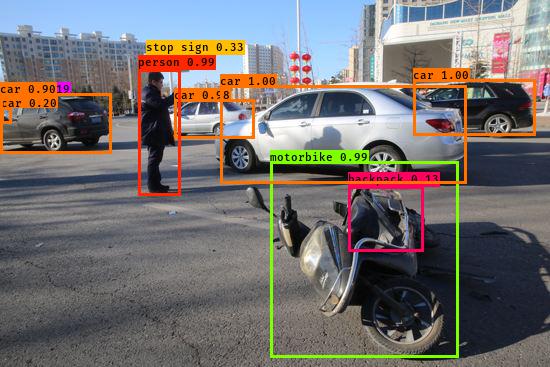 stop sign 0.33
person 0.99
car 1.00
car 1.00
car 0.90
19
car 0.98
car 0.20
motorbike 0.99
backpack 0.13